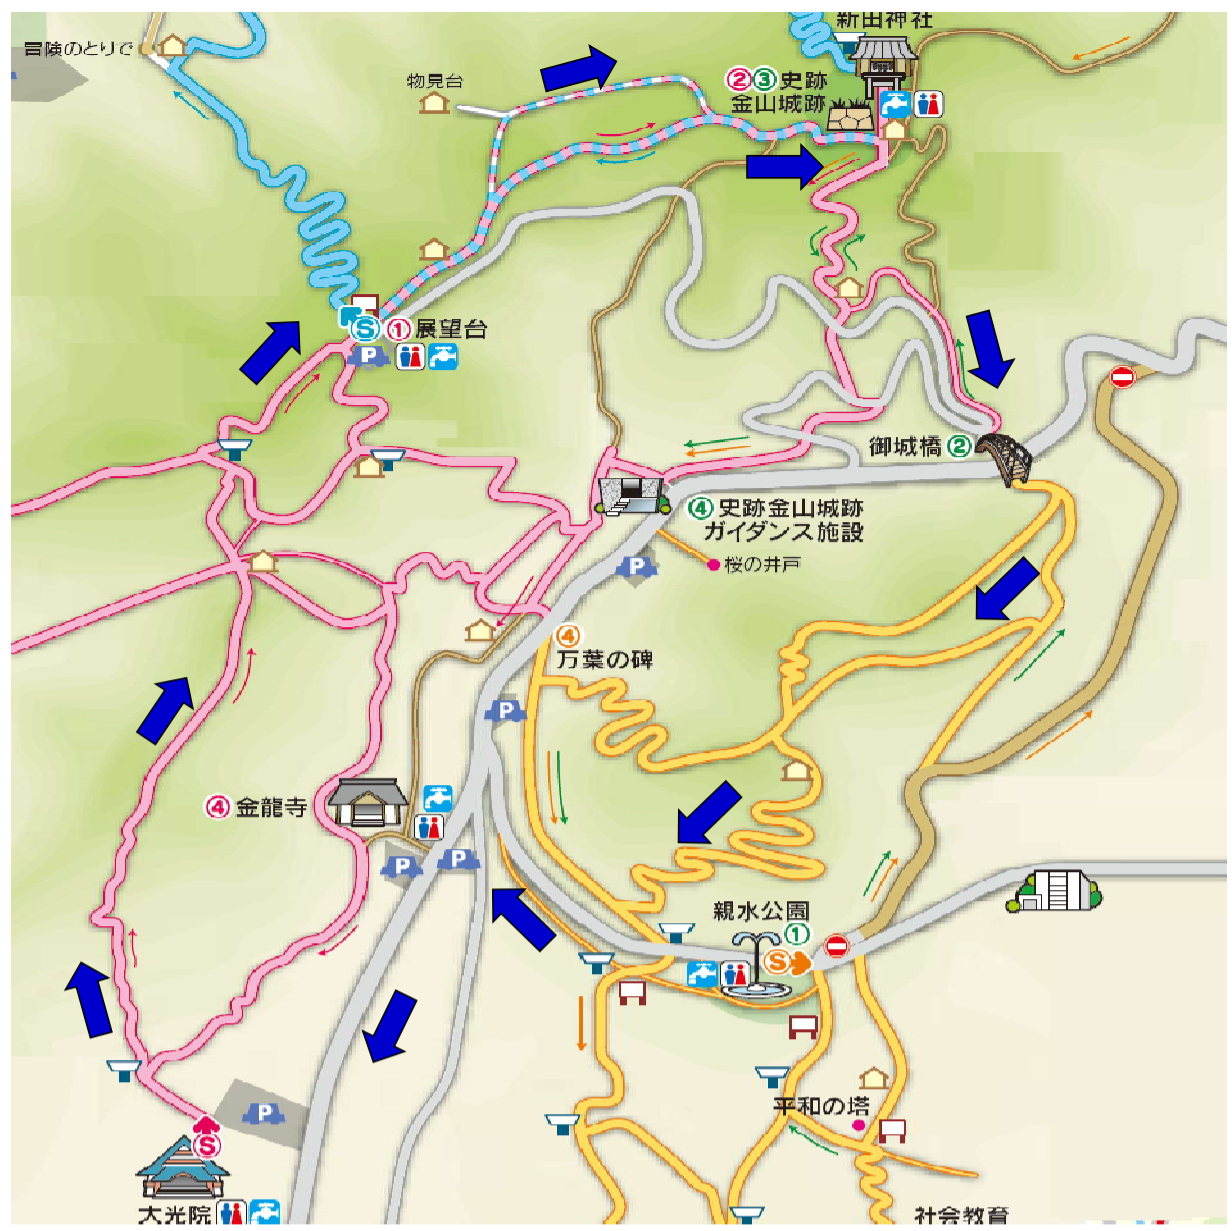 新田神社
冒険のとりで
物見台
②③史跡
金山城跡
S ①展望台
P
御城橋②
④史跡金山城跡
ガイダンス施設
桜の井戸
P
④
万葉の碑
P
④金龍寺
P
P
親水公園
①
S
平和の塔
P
S
大光院
社会教育